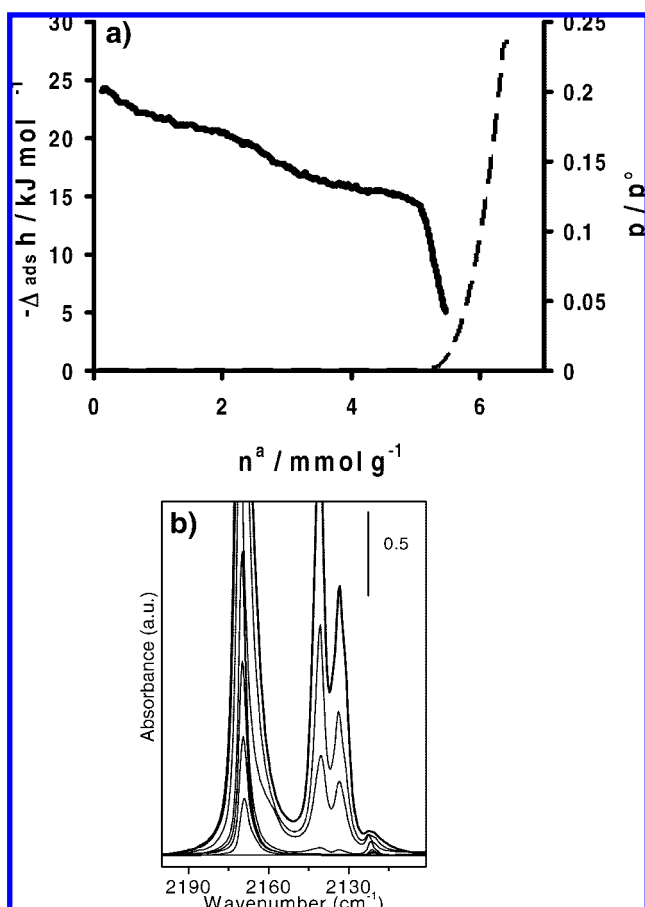 a)
30
25
20
15
10
5
0
-Δ ads h / kJ mol -1
0.25
0.2
0.15
0.1
0.05
0
p / p°
0 2 4 6
n a / mmol g-1
b)
0.5
Absorbance (a.u.)
2190 2160 2130
Wavenumber (cm-1)